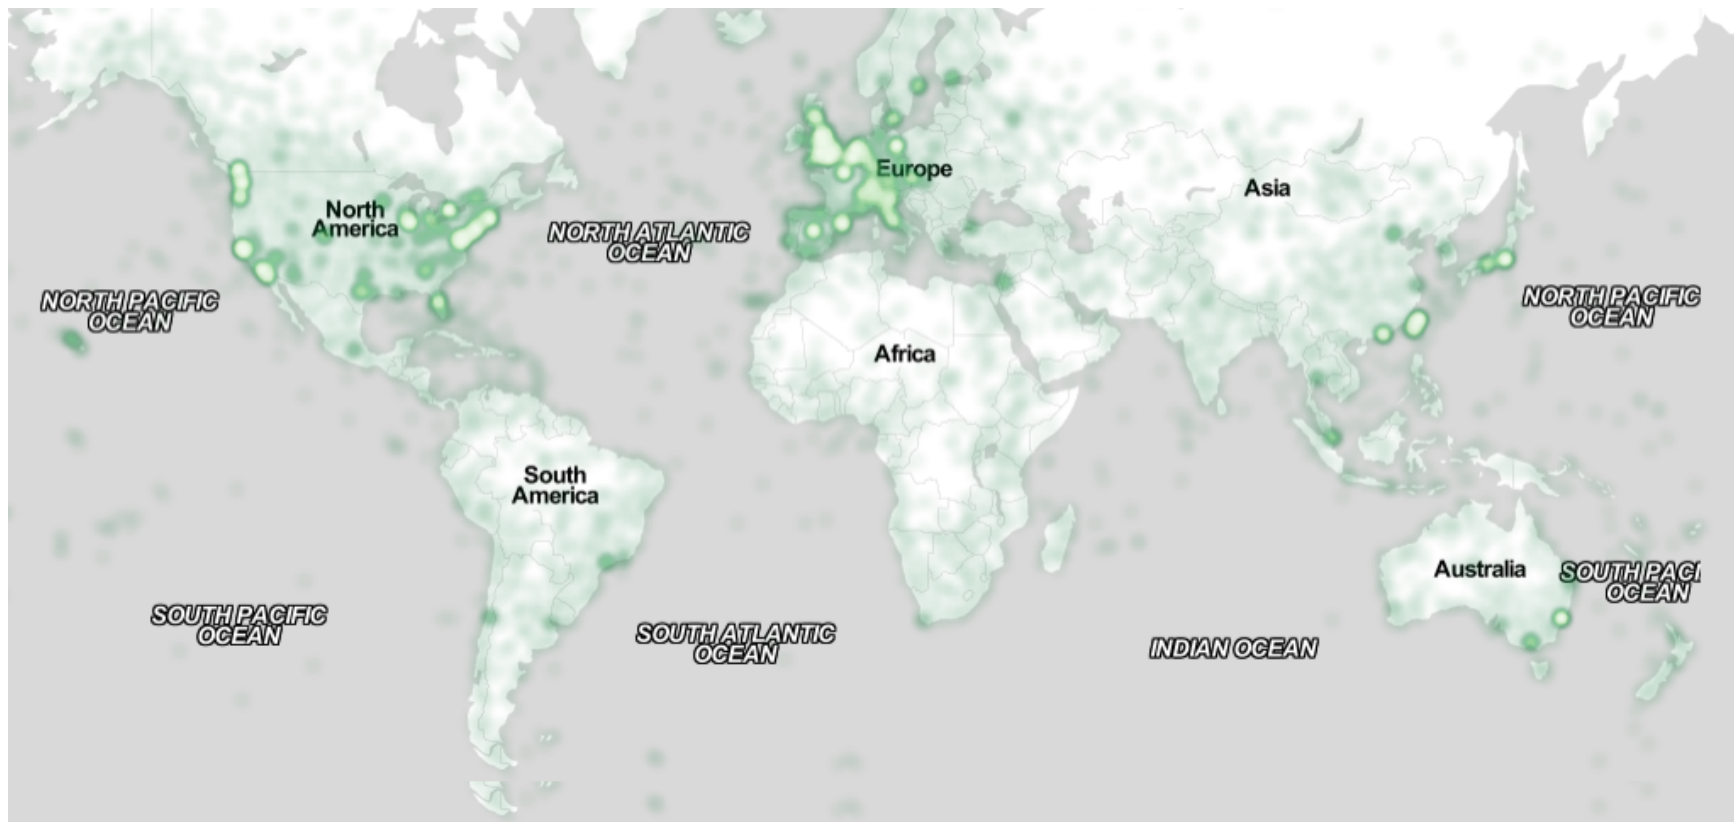 Europe
Asia
North
America
NORTH ATLANTIC
OCEAN
NORTH PACIFIC
OCEAN
NORTH PACIFIC
OCEAN
Africa
South
America
Australia
SOUTH PACI
OCEAN
SOUTH PACIFIC
OCEAN
SOUTH ATLANTIC
OCEAN
INDIAN OCEAN